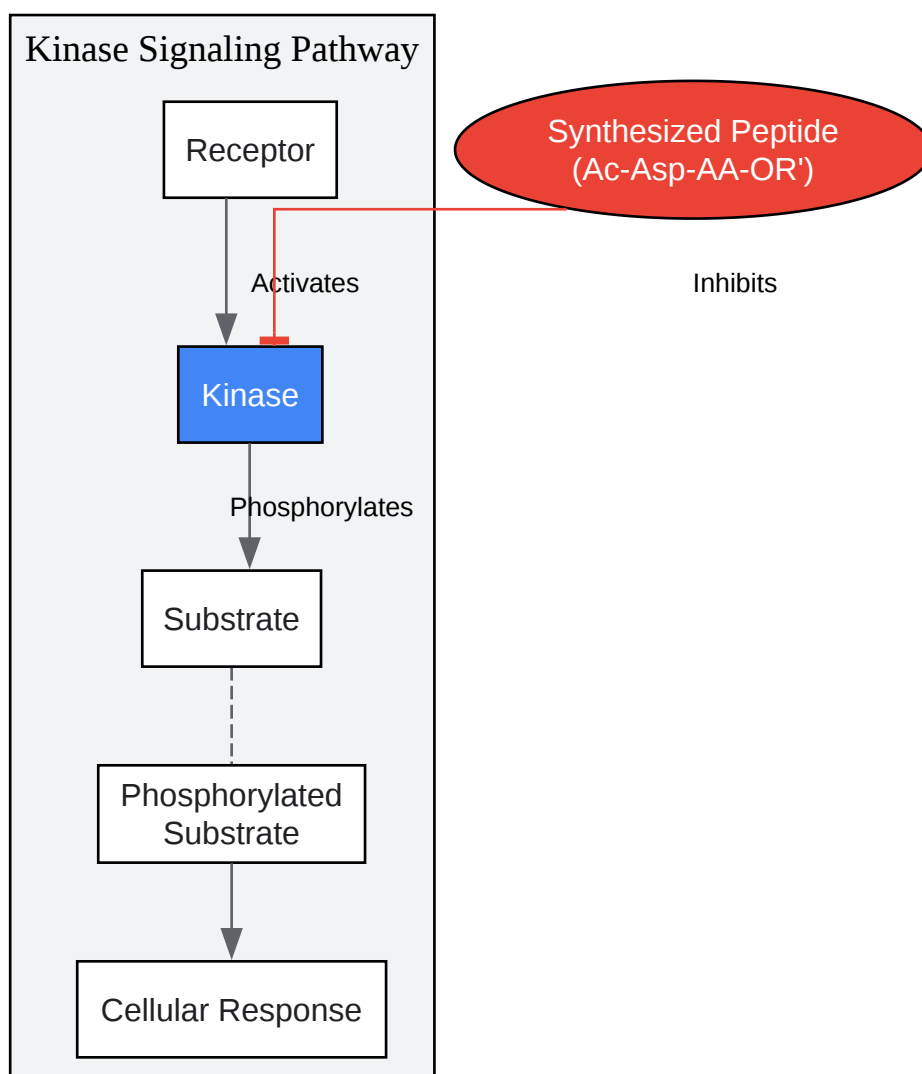 Kinase Signaling Pathway
Receptor
Synthesized Peptide
(Ac-Asp-AA-OR')
Activates
Inhibits
Kinase
Phosphorylates
Substrate
Phosphorylated
Substrate
Cellular Response